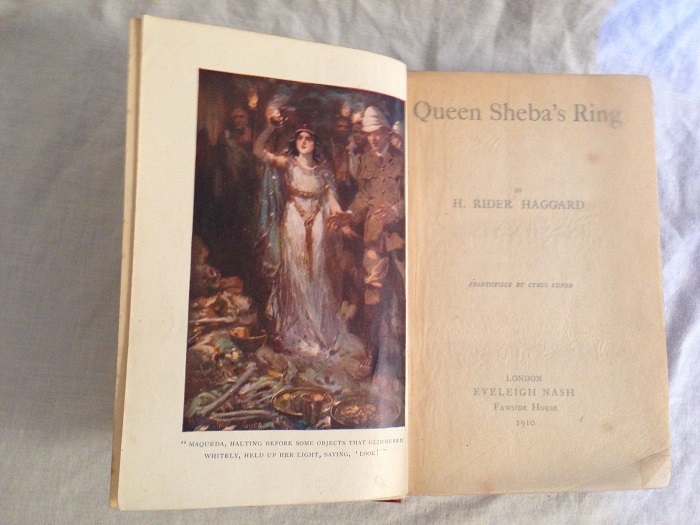 "MAQUEDA, HALTING BEFORE SOME OBJECTS THAT GLIMMERED
WHITELY, HELD UP HER LIGHT, SAYING, 'LOOK!'"
Queen Sheba's Ring
BY
H. RIDER HAGGARD
FRONTISPIECE BY CYRUS CUNEO
LONDON
EVELEIGH NASH
FAWSIDE HOUSE
1910